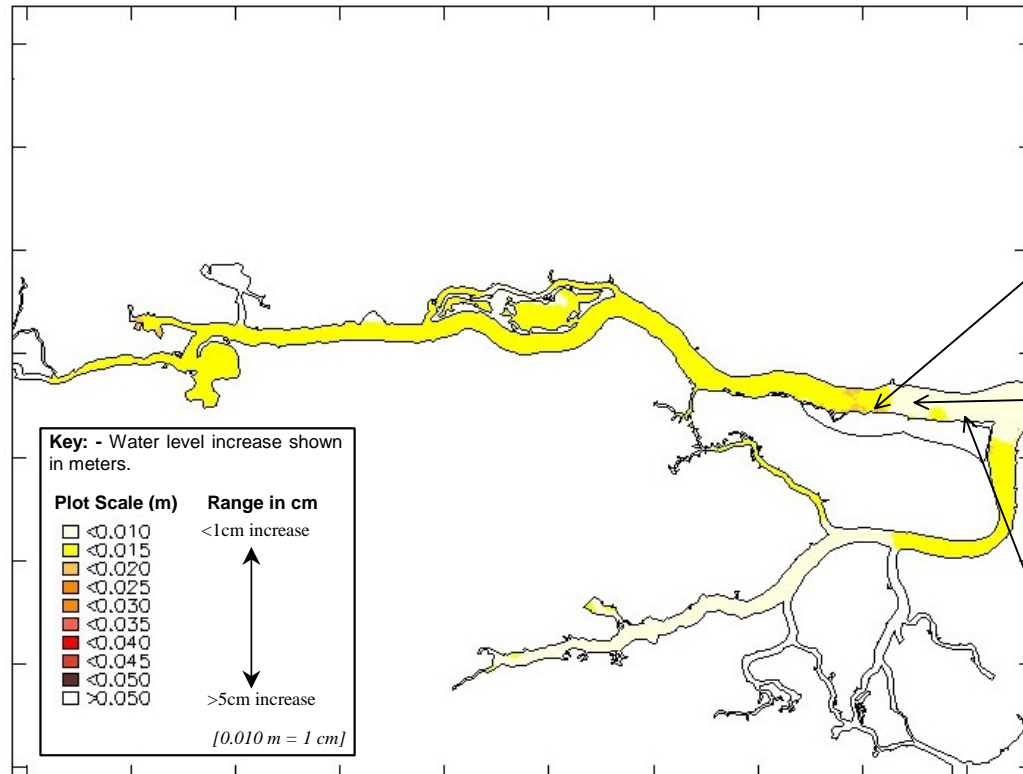 Key: - Water level increase shown
in meters.
Plot Scale (m) Range in cm
<0.010 <1cm increase
<0.015
<0.020
<0.025
<0.030
<0.035
<0.040
<0.045
<0.050
>0.050 >5cm increase
[0.010 m = 1 cm]